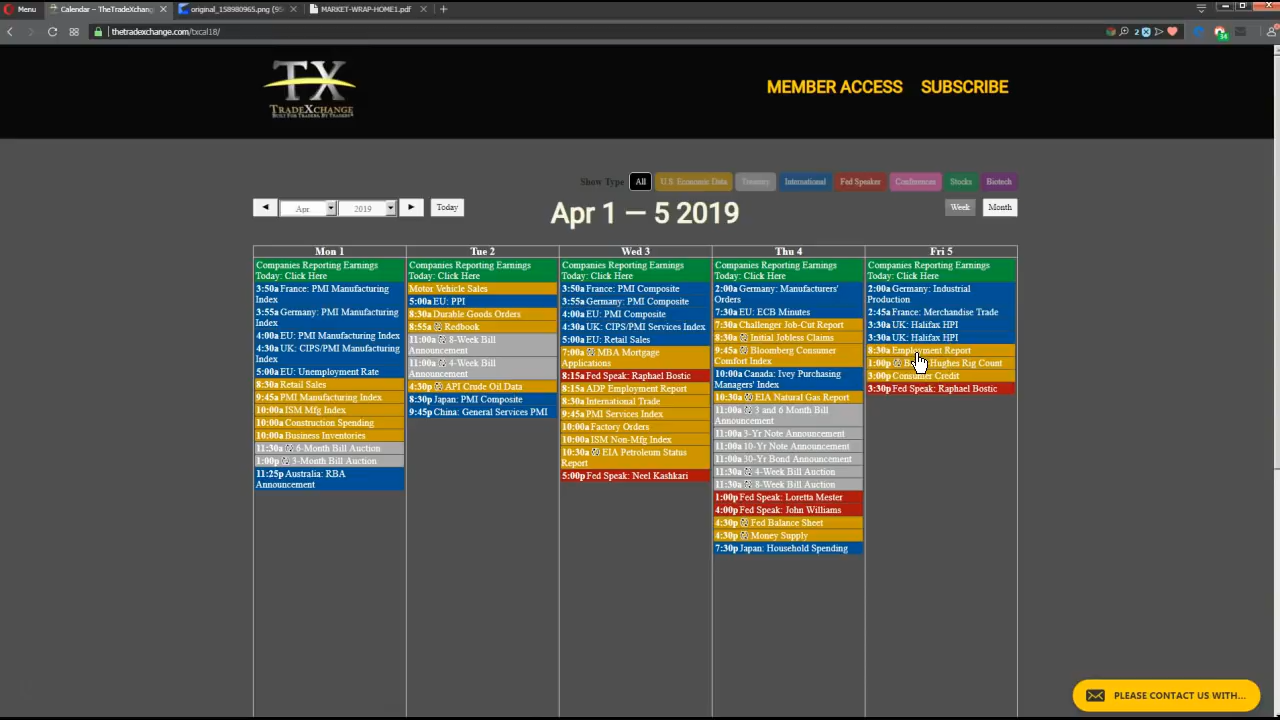 Menu
Calendar – TheTradeXchange
original_158980965.png (95
MARKET-WRAP-HOME1.pdf
thetradexchange.com/txcal18/
2
34
TX
TRADEXCHANGE
BUILT FOR TRADERS, BY TRADERS
MEMBER ACCESS SUBSCRIBE
Show Type All U.S. Economic Data Treasury International Fed Speaker Conferences Stocks Biotech
Apr 2019 Today
Apr 1 — 5 2019
Week Month
Mon 1
Companies Reporting Earnings
Today: Click Here
3:50a France: PMI Manufacturing
Index
3:55a Germany: PMI Manufacturing
Index
4:00a EU: PMI Manufacturing Index
4:30a UK: CIPS/PMI Manufacturing
Index
5:00a EU: Unemployment Rate
8:30a Retail Sales
9:45a PMI Manufacturing Index
10:00a ISM Mfg Index
10:00a Construction Spending
10:00a Business Inventories
11:30a 6-Month Bill Auction
1:00p 3-Month Bill Auction
11:25p Australia: RBA
Announcement
Tue 2
Companies Reporting Earnings
Today: Click Here
Motor Vehicle Sales
5:00a EU: PPI
8:30a Durable Goods Orders
8:55a Redbook
11:00a 8-Week Bill
Announcement
11:00a 4-Week Bill
Announcement
4:30p API Crude Oil Data
8:30p Japan: PMI Composite
9:45p China: General Services PMI
Wed 3
Companies Reporting Earnings
Today: Click Here
3:50a France: PMI Composite
3:55a Germany: PMI Composite
4:00a EU: PMI Composite
4:30a UK: CIPS/PMI Services Index
5:00a EU: Retail Sales
7:00a MBA Mortgage
Applications
8:15a Fed Speak: Raphael Bostic
8:15a ADP Employment Report
8:30a International Trade
9:45a PMI Services Index
10:00a Factory Orders
10:00a ISM Non-Mfg Index
10:30a EIA Petroleum Status
Report
5:00p Fed Speak: Neel Kashkari
Thu 4
Companies Reporting Earnings
Today: Click Here
2:00a Germany: Manufacturers'
Orders
7:30a EU: ECB Minutes
7:30a Challenger Job-Cut Report
8:30a Initial Jobless Claims
9:45a Bloomberg Consumer
Comfort Index
10:00a Canada: Ivey Purchasing
Managers' Index
10:30a EIA Natural Gas Report
11:00a 3 and 6 Month Bill
Announcement
11:00a 3-Yr Note Announcement
11:00a 10-Yr Note Announcement
11:00a 30-Yr Bond Announcement
11:30a 4-Week Bill Auction
11:30a 8-Week Bill Auction
1:00p Fed Speak: Loretta Mester
4:00p Fed Speak: John Williams
4:30p Fed Balance Sheet
4:30p Money Supply
7:30p Japan: Household Spending
Fri 5
Companies Reporting Earnings
Today: Click Here
2:00a Germany: Industrial
Production
2:45a France: Merchandise Trade
3:30a UK: Halifax HPI
3:30a UK: Halifax HPI
8:30a Employment Report
1:00p Hughes Rig Count
3:00p Consumer Credit
3:30p Fed Speak: Raphael Bostic
PLEASE CONTACT US WITH...